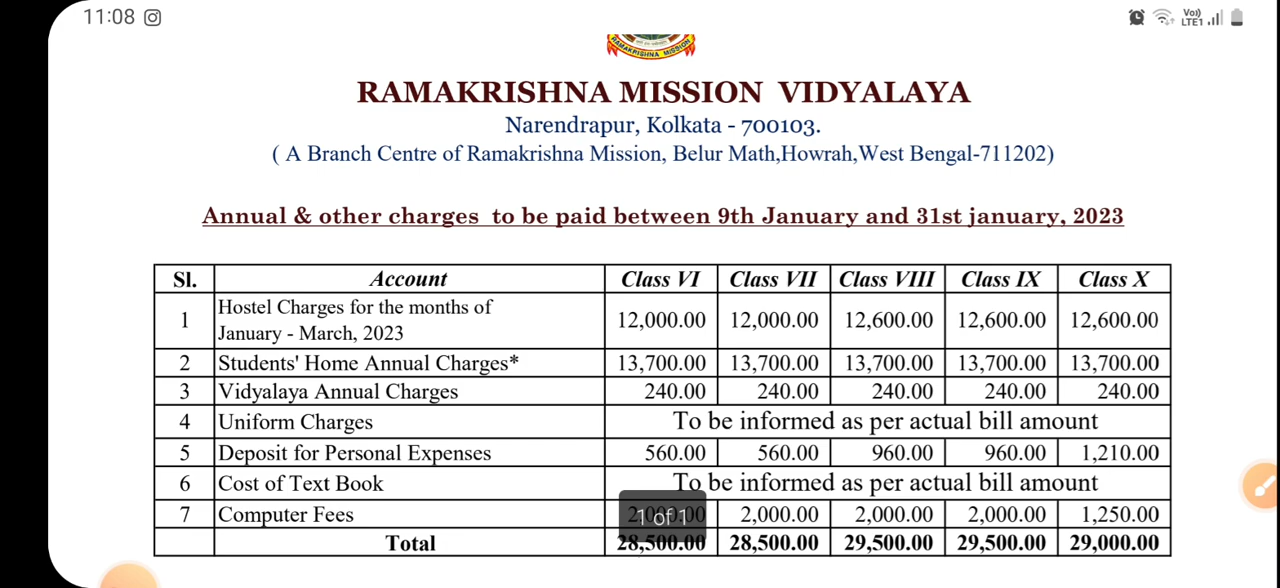 11:08
Vo))
LTE1
RAMAKRISHNA MISSION
RAMAKRISHNA MISSION VIDYALAYA
Narendrapur, Kolkata - 700103.
( A Branch Centre of Ramakrishna Mission, Belur Math,Howrah,West Bengal-711202)
Annual & other charges to be paid between 9th January and 31st january, 2023
Sl. Account Class VI Class VII Class VIII Class IX Class X
1 Hostel Charges for the months of January - March, 2023 12,000.00 12,000.00 12,600.00 12,600.00 12,600.00
2 Students' Home Annual Charges* 13,700.00 13,700.00 13,700.00 13,700.00 13,700.00
3 Vidyalaya Annual Charges 240.00 240.00 240.00 240.00 240.00
4 Uniform Charges To be informed as per actual bill amount
5 Deposit for Personal Expenses 560.00 560.00 960.00 960.00 1,210.00
6 Cost of Text Book To be informed as per actual bill amount
7 Computer Fees 2,000.00 2,000.00 2,000.00 2,000.00 1,250.00
1 of 1
Total 28,500.00 28,500.00 29,500.00 29,500.00 29,000.00